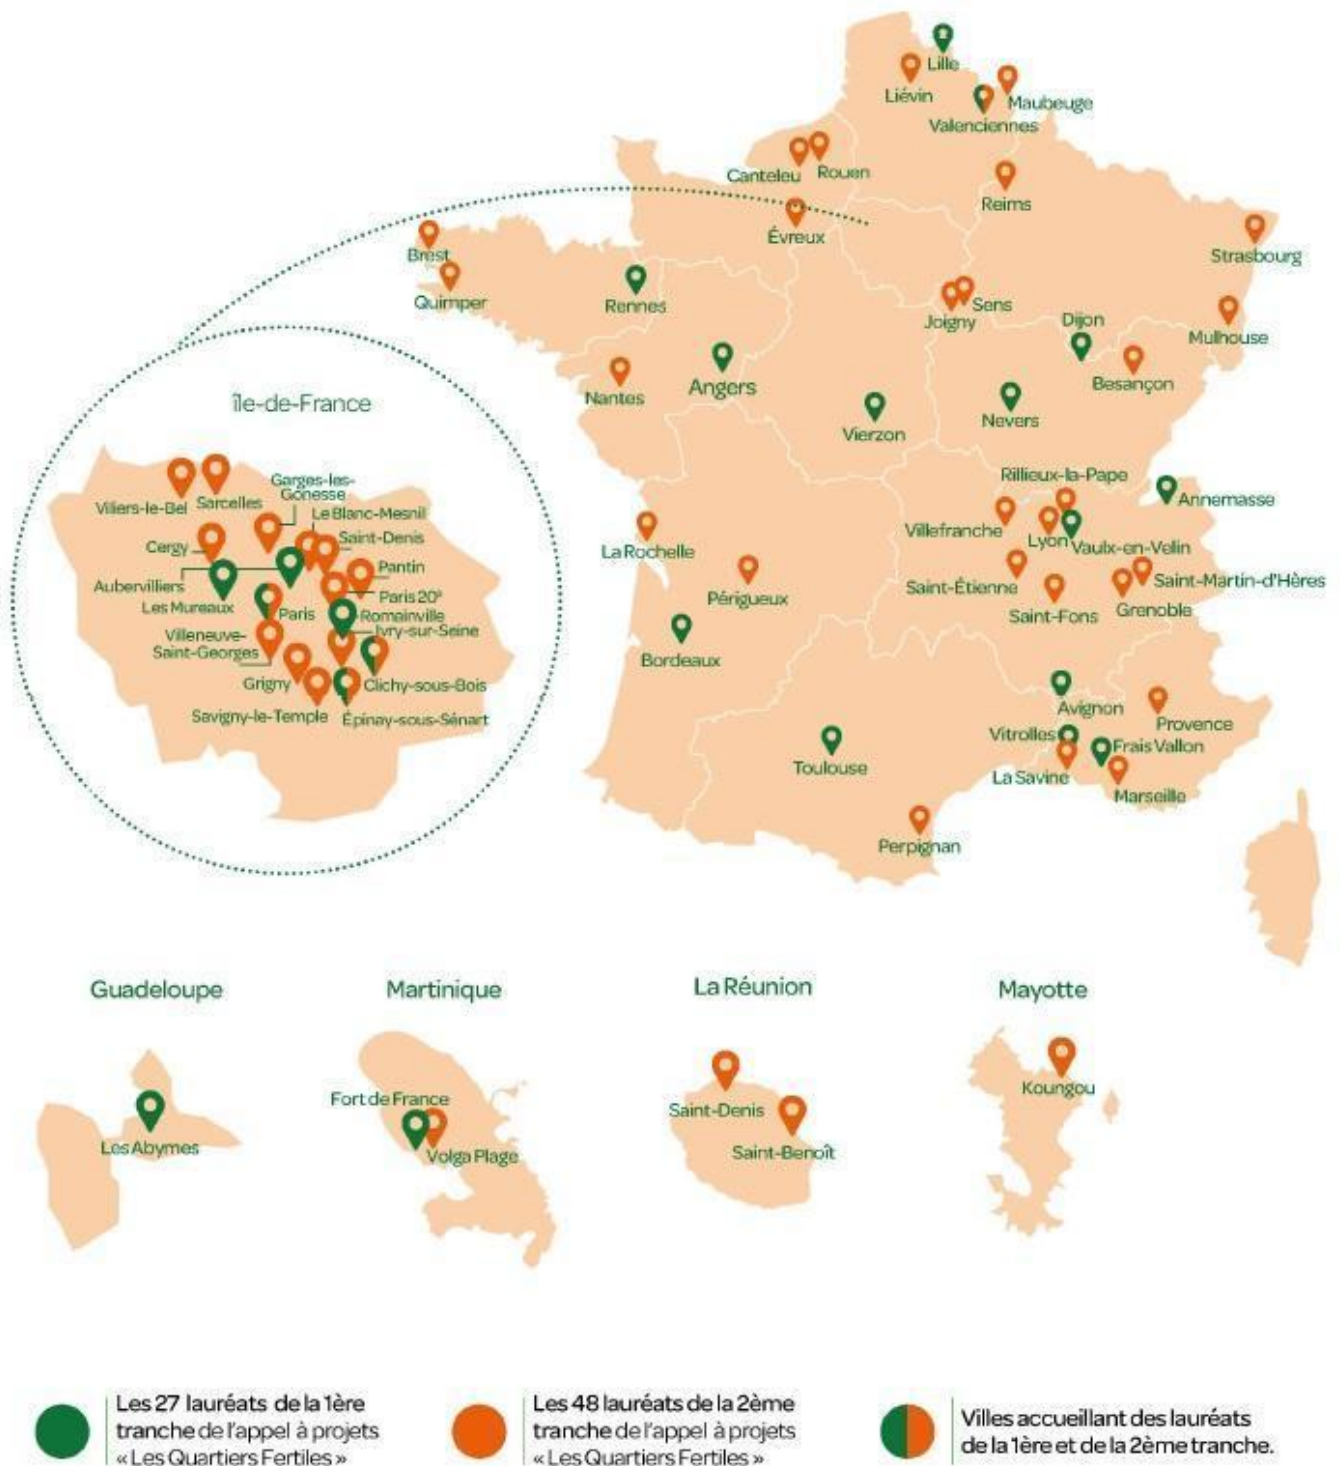 Lille
Liévin
Maubeuge
Valenciennes
Canteleu
Rouen
Reims
Évreux
Strasbourg
Brest
Quimper
Rennes
Joigny
Sens
Dijon
Mulhouse
Besançon
Nantes
Angers
Nevers
Vierzon
île-de-France
Viliers-le-Bel
Sarcelles
Garges-les-
Gonesse
Le Blanc-Mesnil
Saint-Denis
Cergy
Pantin
Aubervilliers
Paris 20e
Les Mureaux
Paris
Romainville
Ivry-sur-Seine
Villeneuve-
Saint-Georges
Grigny
Clichy-sous-Bois
Savigny-le-Temple
Épinay-sous-Sénart
Rillieux-la-Pape
Annemasse
Villefranche
Lyon
Vaulx-en-Velin
La Rochelle
Saint-Étienne
Saint-Martin-d'Hères
Périgueux
Saint-Fons
Grenoble
Bordeaux
Avignon
Provence
Vitrolles
Frais Vallon
Toulouse
La Savine
Marseille
Perpignan
Guadeloupe
Martinique
La Réunion
Mayotte
Les Abymes
Fort de France
Volga Plage
Saint-Denis
Saint-Benoît
Koungou
Les 27 lauréats de la 1ère
tranche de l'appel à projets
« Les Quartiers Fertiles »
Les 48 lauréats de la 2ème
tranche de l'appel à projets
« Les Quartiers Fertiles »
Villes accueillant des lauréats
de la 1ère et de la 2ème tranche.